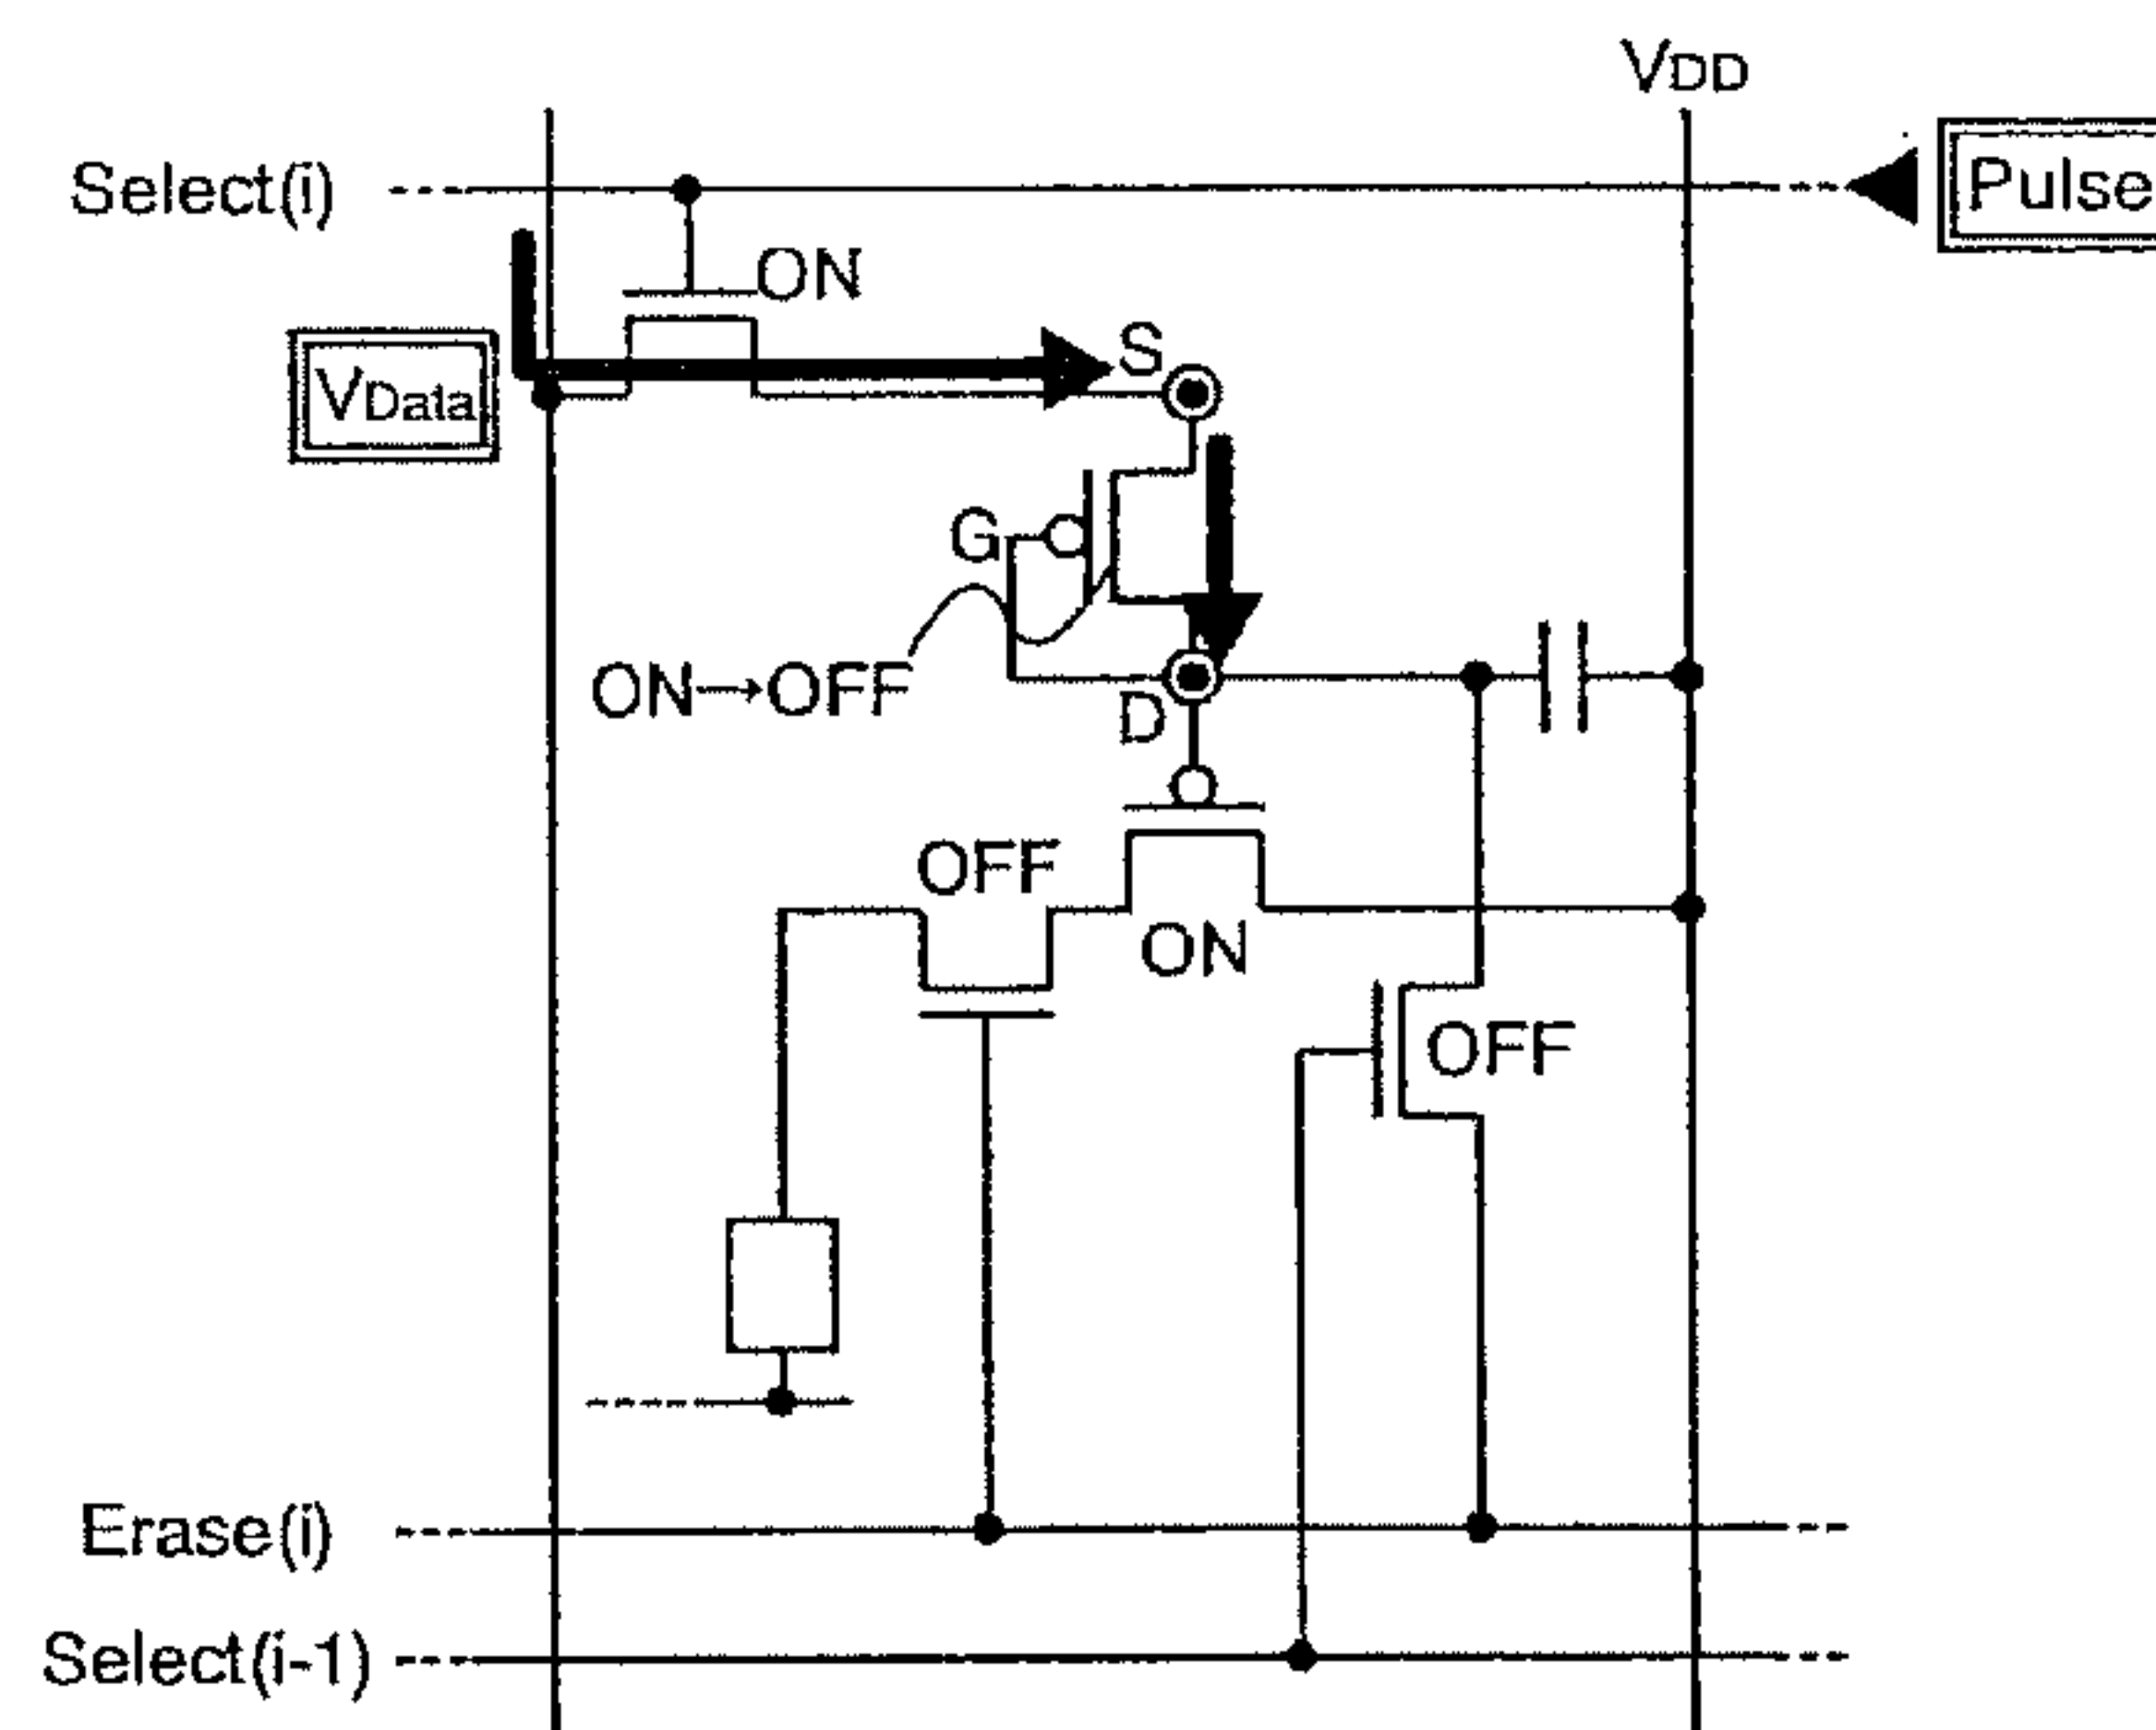 VDD
Select(i)
Pulse
ON
S
VData
G
ON→OFF
D
OFF
ON
OFF
Erase(i)
Select(i-1)